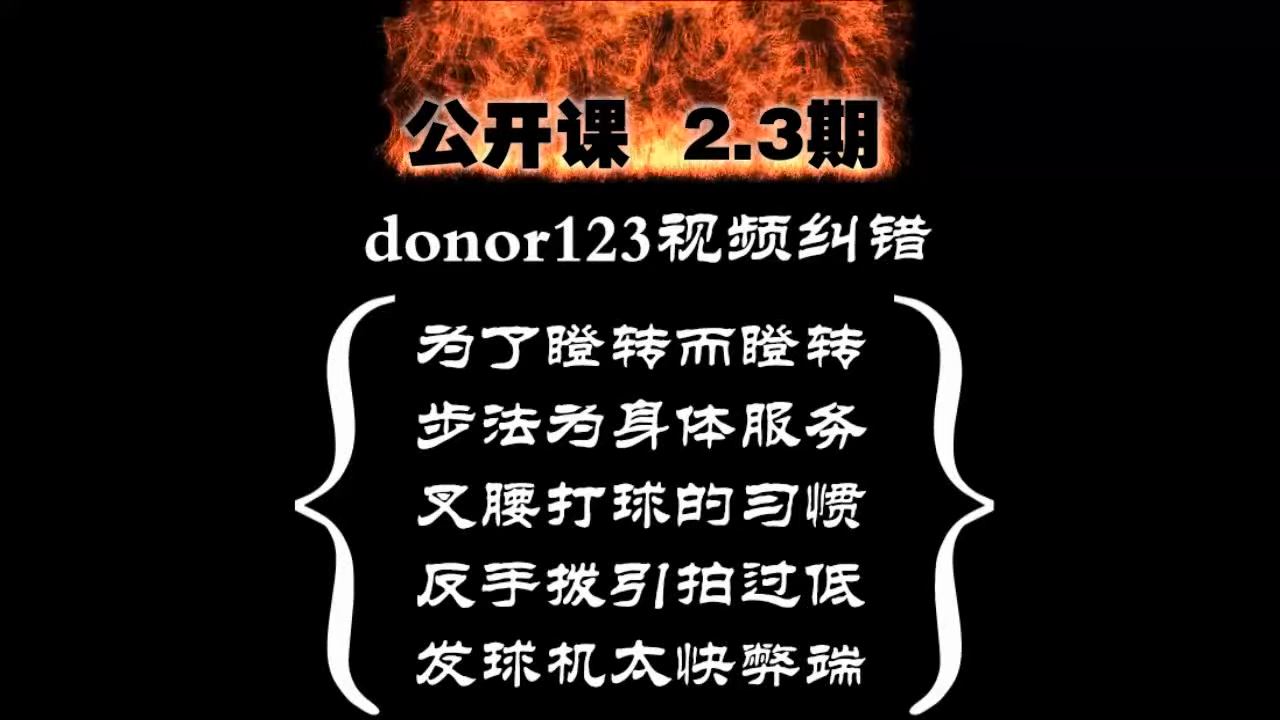 公开课 2.3期
donor123视频纠错
为了瞪转而瞪转
步法为身体服务
叉腰打球的习惯
反手拨引拍过低
发球机太快弊端